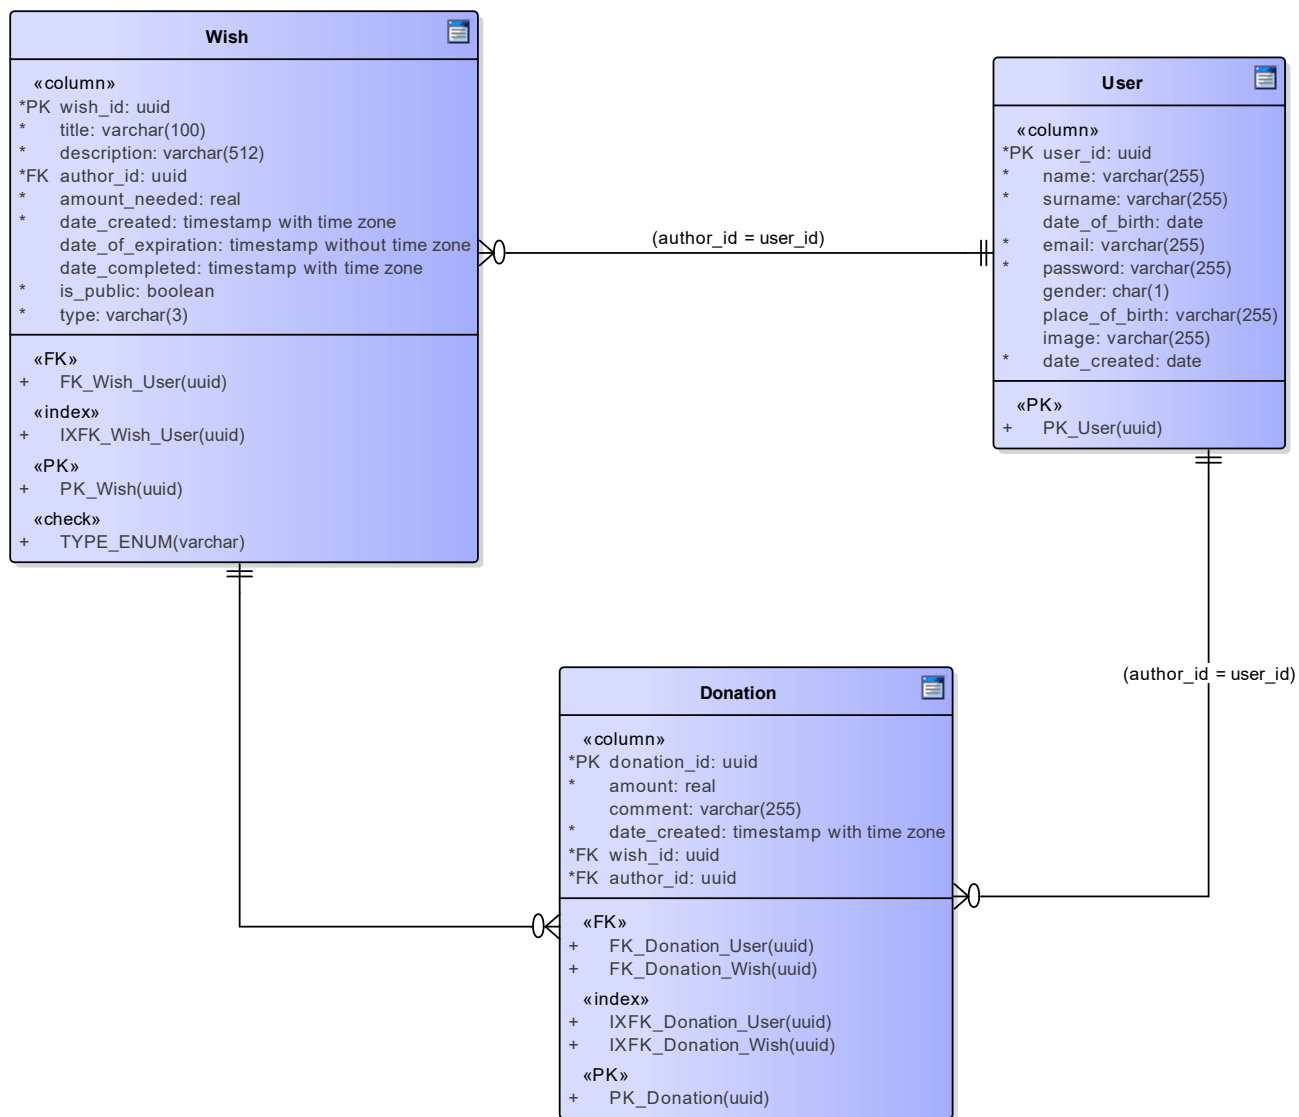 Wish
«column»
*PK wish_id: uuid
* title: varchar(100)
* description: varchar(512)
*FK author_id: uuid
* amount_needed: real
* date_created: timestamp with time zone
date_of_expiration: timestamp without time zone
date_completed: timestamp with time zone
* is_public: boolean
* type: varchar(3)
«FK»
+ FK_Wish_User(uuid)
«index»
+ IXFK_Wish_User(uuid)
«PK»
+ PK_Wish(uuid)
«check»
+ TYPE_ENUM(varchar)
(author_id = user_id)
User
«column»
*PK user_id: uuid
* name: varchar(255)
* surname: varchar(255)
date_of_birth: date
* email: varchar(255)
* password: varchar(255)
gender: char(1)
place_of_birth: varchar(255)
image: varchar(255)
* date_created: date
«PK»
+ PK_User(uuid)
(author_id = user_id)
Donation
«column»
*PK donation_id: uuid
* amount: real
comment: varchar(255)
* date_created: timestamp with time zone
*FK wish_id: uuid
*FK author_id: uuid
«FK»
+ FK_Donation_User(uuid)
+ FK_Donation_Wish(uuid)
«index»
+ IXFK_Donation_User(uuid)
+ IXFK_Donation_Wish(uuid)
«PK»
+ PK_Donation(uuid)